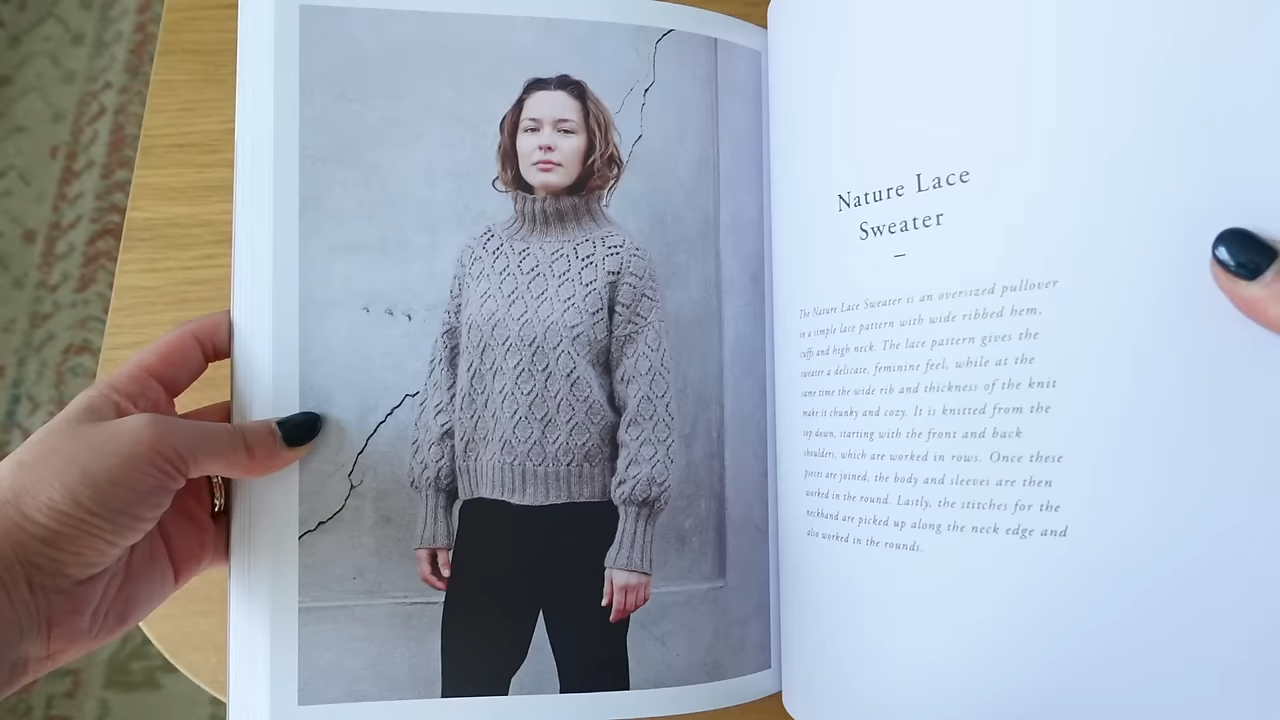 Nature Lace
Sweater
–
The Nature Lace Sweater is an oversized pullover
in a simple lace pattern with wide ribbed hem,
cuffs and high neck. The lace pattern gives the
sweater a delicate, feminine feel, while at the
same time the wide rib and thickness of the knit
make it chunky and cozy. It is knitted from the
top down, starting with the front and back
shoulders, which are worked in rows. Once these
pieces are joined, the body and sleeves are then
worked in the round. Lastly, the stitches for the
neckband are picked up along the neck edge and
also worked in the rounds.